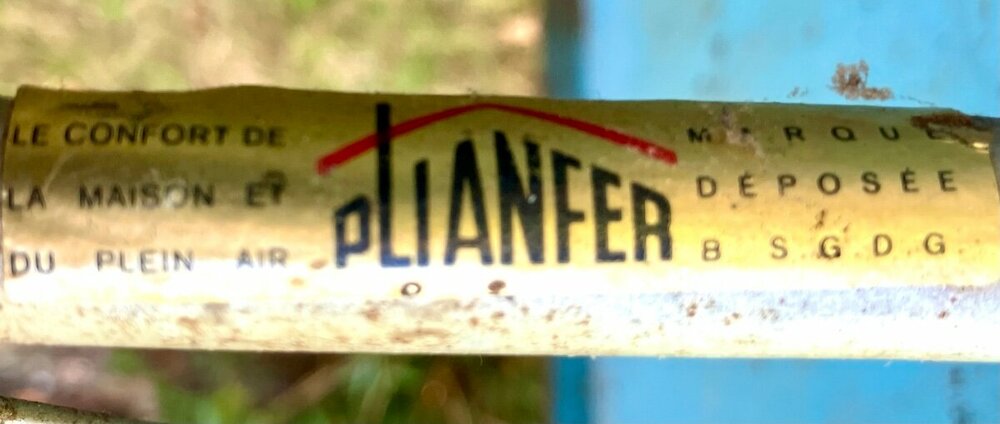 LE CONFORT DE
LA MAISON ET
DU PLEIN AIR
PLIANFER
MARQUE
DÉPOSÉE
B S.G.D.G.